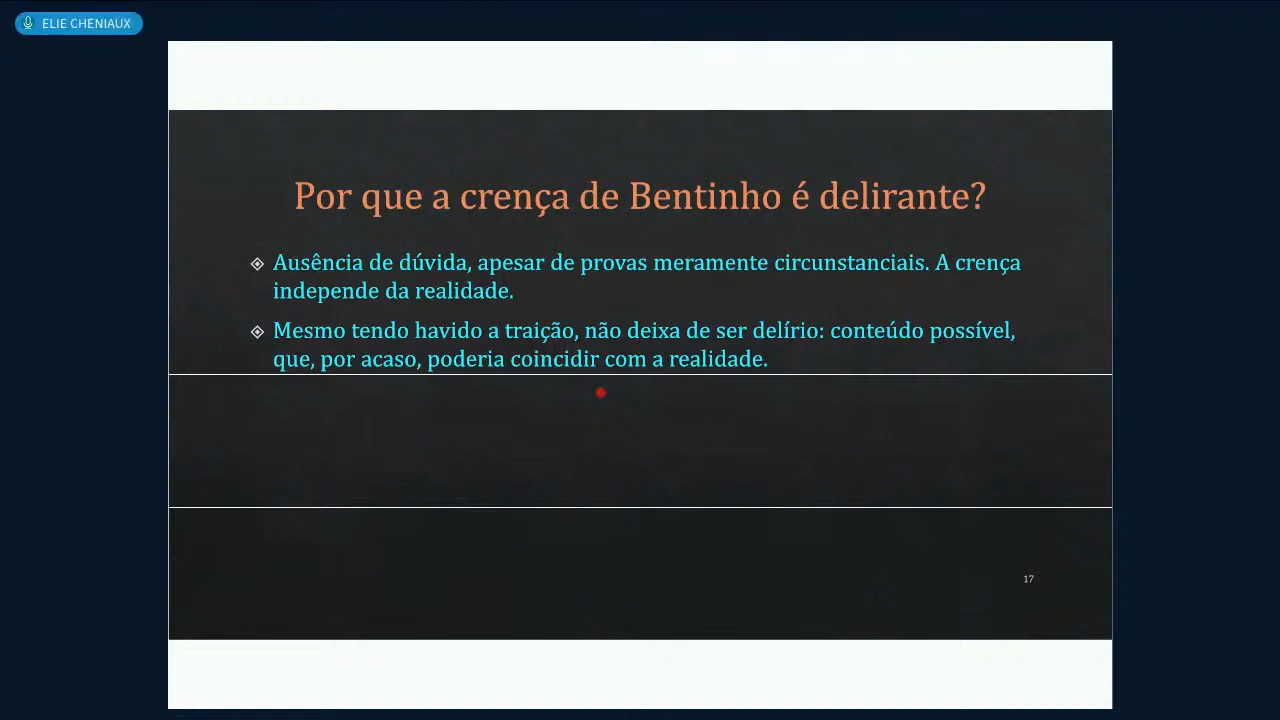 ELIE CHENIAUX
Por que a crença de Bentinho é delirante?
Ausência de dúvida, apesar de provas meramente circunstanciais. A crença
independe da realidade.
Mesmo tendo havido a traição, não deixa de ser delírio: conteúdo possível,
que, por acaso, poderia coincidir com a realidade.
17